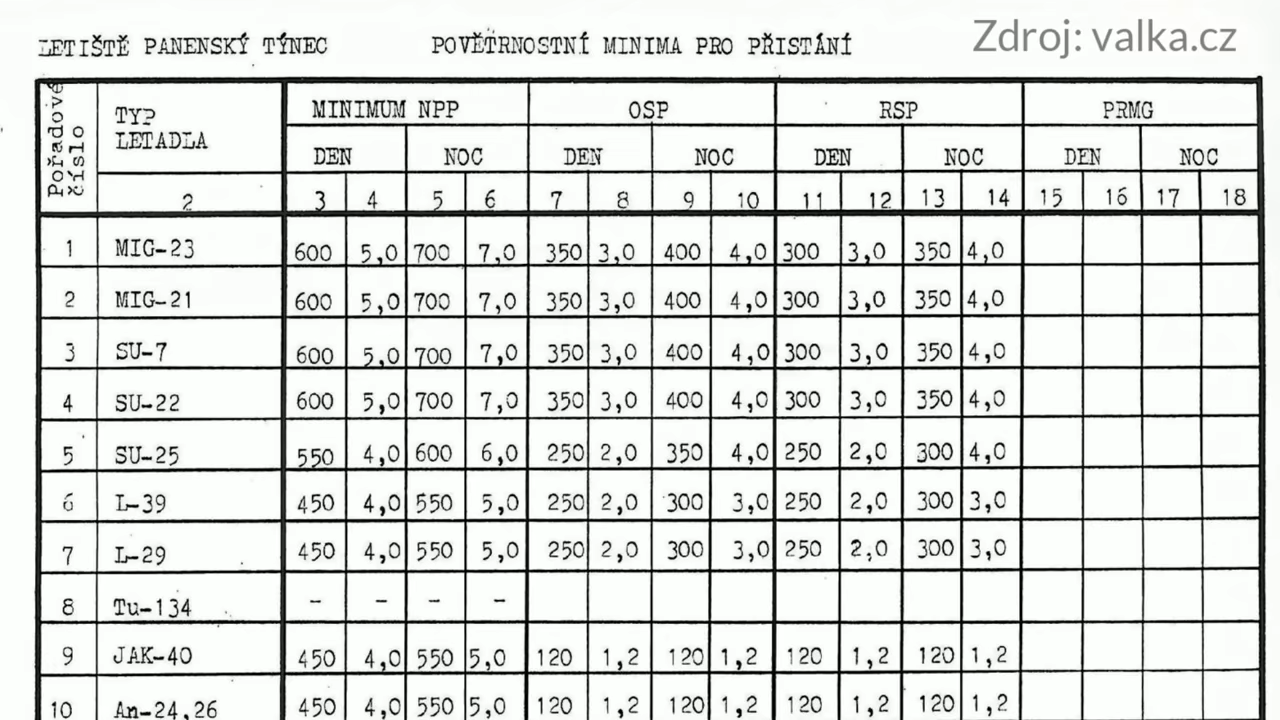 Zdroj: valka.cz
LETIŠTĚ PANENSKÝ TÝNEC POVĚTRNOSTNÍ MINIMA PRO PŘISTÁNÍ
Pořadové číslo TYP LETADLA MINIMUM NPP OSP RSP PRMG
DEN NOC DEN NOC DEN NOC DEN NOC
2 3 4 5 6 7 8 9 10 11 12 13 14 15 16 17 18
1 MIG-23 600 5,0 700 7,0 350 3,0 400 4,0 300 3,0 350 4,0
2 MIG-21 600 5,0 700 7,0 350 3,0 400 4,0 300 3,0 350 4,0
3 SU-7 600 5,0 700 7,0 350 3,0 400 4,0 300 3,0 350 4,0
4 SU-22 600 5,0 700 7,0 350 3,0 400 4,0 300 3,0 350 4,0
5 SU-25 550 4,0 600 6,0 250 2,0 350 4,0 250 2,0 300 4,0
6 L-39 450 4,0 550 5,0 250 2,0 300 3,0 250 2,0 300 3,0
7 L-29 450 4,0 550 5,0 250 2,0 300 3,0 250 2,0 300 3,0
8 Tu-134 - - - -
9 JAK-40 450 4,0 550 5,0 120 1,2 120 1,2 120 1,2 120 1,2
10 An-24,26 450 4,0 550 5,0 120 1,2 120 1,2 120 1,2 120 1,2